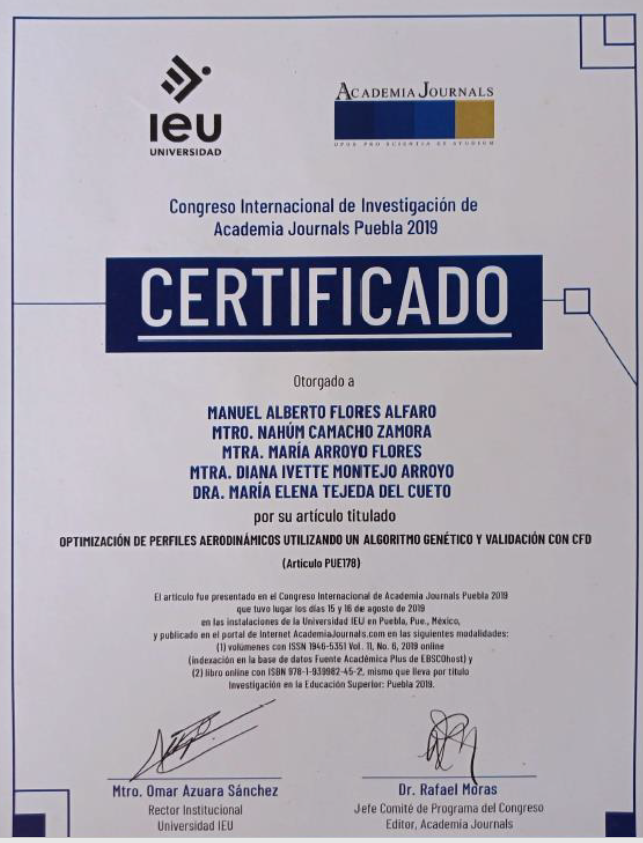 ieu
UNIVERSIDAD
ACADEMIA JOURNALS
OPUS PRO SCIENTIA ET STUDIUM
Congreso Internacional de Investigación de
Academia Journals Puebla 2019
CERTIFICADO
Otorgado a
MANUEL ALBERTO FLORES ALFARO
MTRO. NAHÚM CAMACHO ZAMORA
MTRA. MARÍA ARROYO FLORES
MTRA. DIANA IVETTE MONTEJO ARROYO
DRA. MARÍA ELENA TEJEDA DEL CUETO
por su artículo titulado
OPTIMIZACIÓN DE PERFILES AERODINÁMICOS UTILIZANDO UN ALGORITMO GENÉTICO Y VALIDACIÓN CON CFD
(Artículo PUE178)
El artículo fue presentado en el Congreso Internacional de Academia Journals Puebla 2019
que tuvo lugar los días 15 y 16 de agosto de 2019
en las instalaciones de la Universidad IEU en Puebla, Pue., México,
y publicado en el portal de Internet AcademiaJournals.com en las siguientes modalidades:
(1) volúmenes con ISSN 1946-5351 Vol. 11, No. 6, 2019 online
(indexación en la base de datos Fuente Académica Plus de EBSCOhost) y
(2) libro online con ISBN 978-1-939982-45-2, mismo que lleva por título
Investigación en la Educación Superior: Puebla 2019.
Mtro. Omar Azuara Sánchez
Rector Institucional
Universidad IEU
Dr. Rafael Moras
Jefe Comité de Programa del Congreso
Editor, Academia Journals